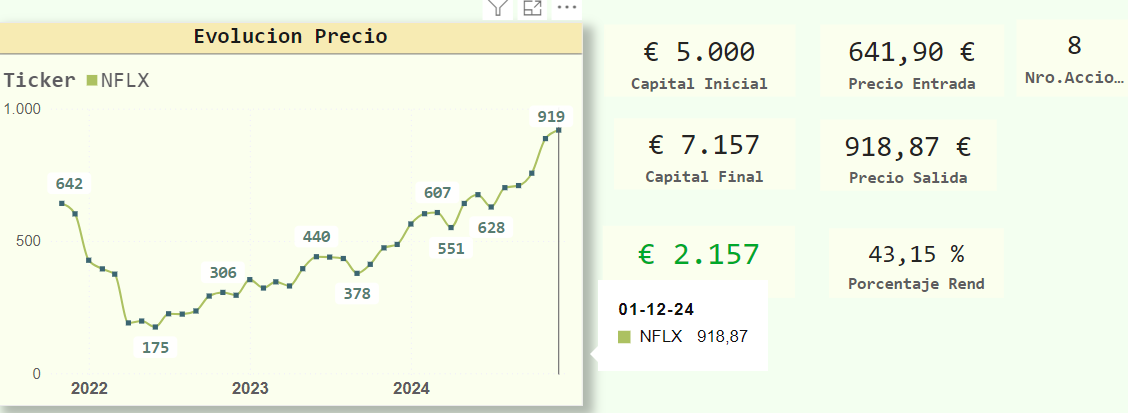 Evolucion Precio
Ticker NFLX
1.000
500
0
642
175
306
440
378
607
551
628
919
2022
2023
2024
€ 5.000
Capital Inicial
641,90 €
Precio Entrada
8
Nro.Accio…
€ 7.157
Capital Final
918,87 €
Precio Salida
€ 2.157
43,15 %
Porcentaje Rend
01-12-24
NFLX 918,87